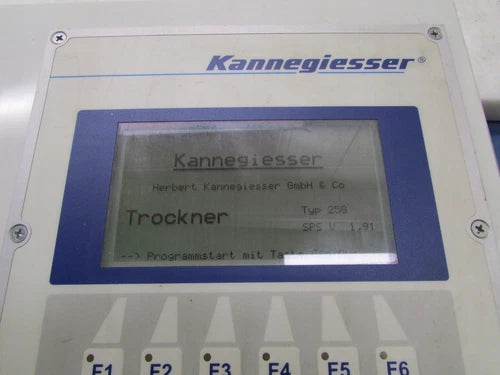 Kannegiesser®
Kannegiesser
Herbert Kannegiesser GmbH & Co
Trockner
Typ 258
SPS V 1.91
--> Programmstart mit
F1 F2 F3 F4 F5 F6